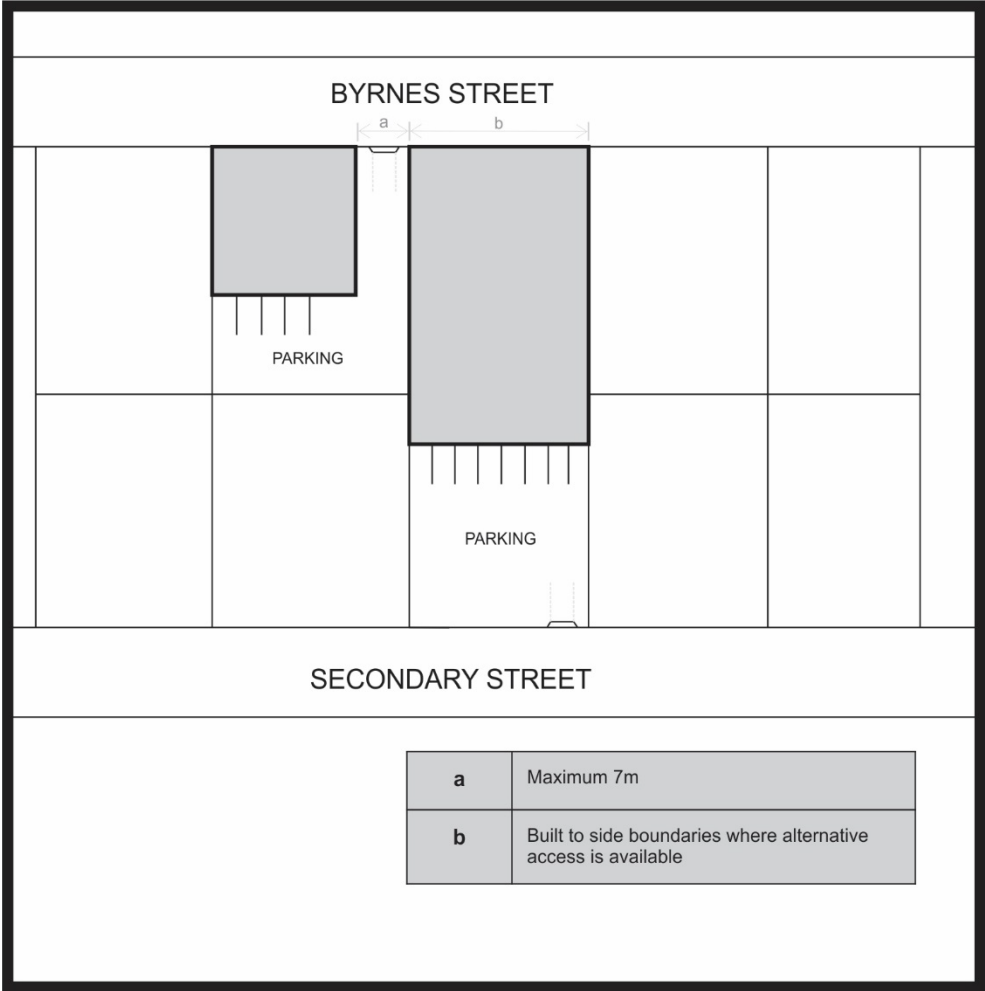 BYRNES STREET
a
b
PARKING
PARKING
SECONDARY STREET
a
Maximum 7m
b
Built to side boundaries where alternative
access is available